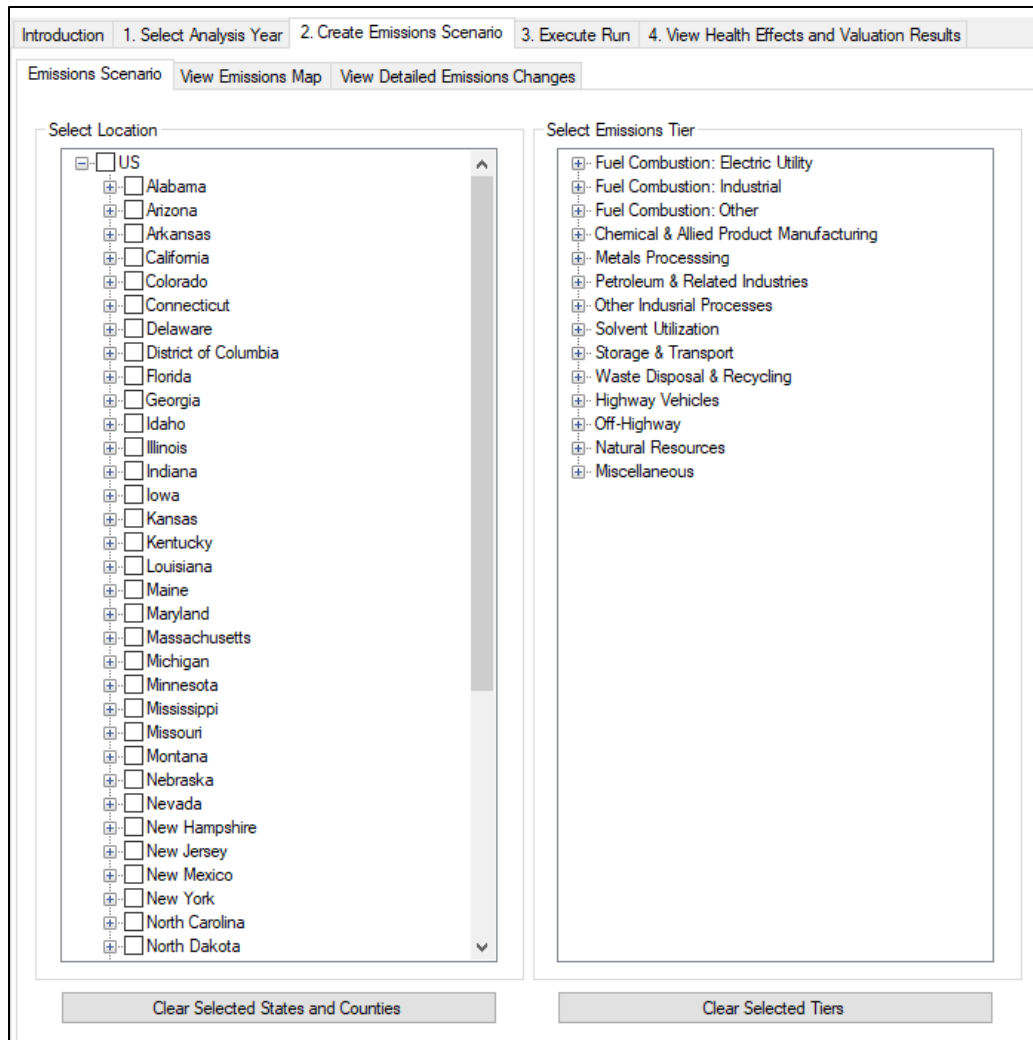 Introduction 1. Select Analysis Year 2. Create Emissions Scenario 3. Execute Run 4. View Health Effects and Valuation Results
Emissions Scenario View Emissions Map View Detailed Emissions Changes
Select Location
US
Alabama
Arizona
Arkansas
California
Colorado
Connecticut
Delaware
District of Columbia
Florida
Georgia
Idaho
Illinois
Indiana
Iowa
Kansas
Kentucky
Louisiana
Maine
Maryland
Massachusetts
Michigan
Minnesota
Mississippi
Missouri
Montana
Nebraska
Nevada
New Hampshire
New Jersey
New Mexico
New York
North Carolina
North Dakota
Clear Selected States and Counties
Select Emissions Tier
Fuel Combustion: Electric Utility
Fuel Combustion: Industrial
Fuel Combustion: Other
Chemical & Allied Product Manufacturing
Metals Processsing
Petroleum & Related Industries
Other Indusrial Processes
Solvent Utilization
Storage & Transport
Waste Disposal & Recycling
Highway Vehicles
Off-Highway
Natural Resources
Miscellaneous
Clear Selected Tiers